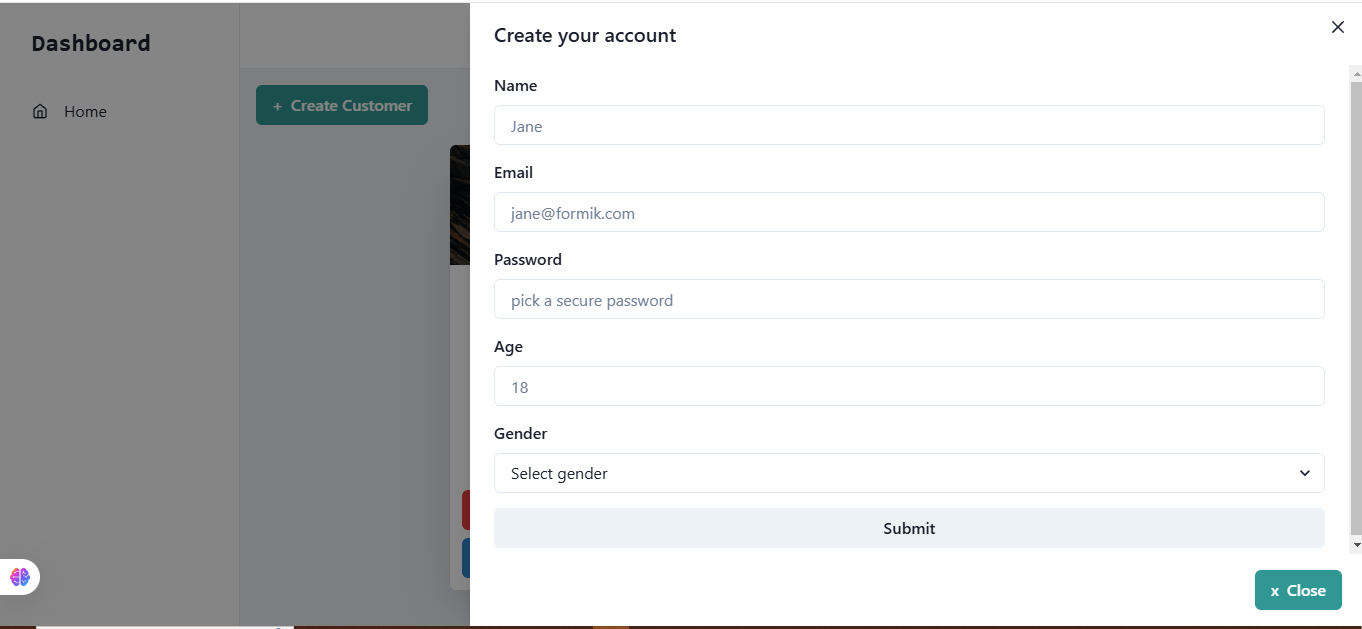 Dashboard
Home
+ Create Customer
Create your account
Name
Jane
Email
jane@formik.com
Password
pick a secure password
Age
18
Gender
Select gender
Submit
x Close